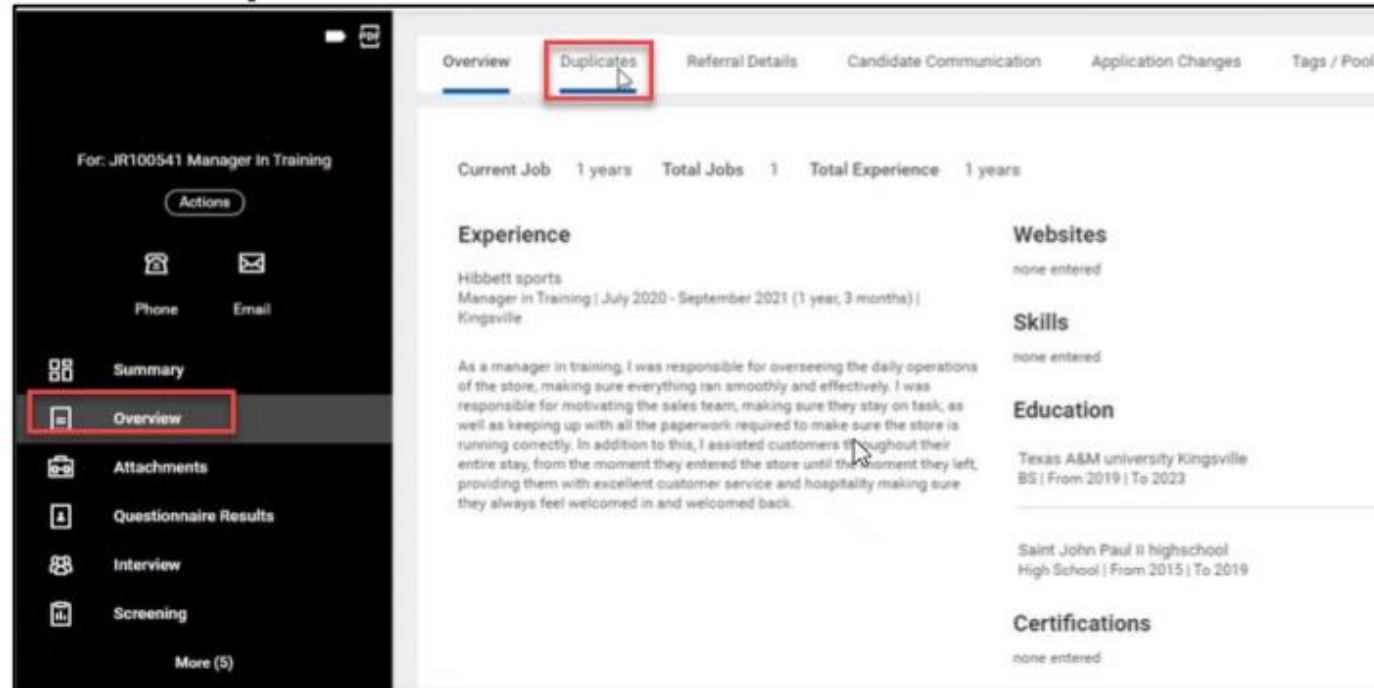 PDF
For: JR100541 Manager In Training
Actions
Phone Email
Summary
Overview
Attachments
Questionnaire Results
Interview
Screening
More (5)
Overview Duplicates Referral Details Candidate Communication Application Changes Tags / Pool
Current Job 1 years Total Jobs 1 Total Experience 1 years
Experience
Hibbett sports
Manager in Training | July 2020 - September 2021 (1 year, 3 months) |
Kingsville
As a manager in training, I was responsible for overseeing the daily operations
of the store, making sure everything ran smoothly and effectively. I was
responsible for motivating the sales team, making sure they stay on task, as
well as keeping up with all the paperwork required to make sure the store is
running correctly. In addition to this, I assisted customers throughout their
entire stay, from the moment they entered the store until the moment they left,
providing them with excellent customer service and hospitality making sure
they always feel welcomed in and welcomed back.
Websites
none entered
Skills
none entered
Education
Texas A&M university Kingsville
BS | From 2019 | To 2023
Saint John Paul II highschool
High School | From 2015 | To 2019
Certifications
none entered